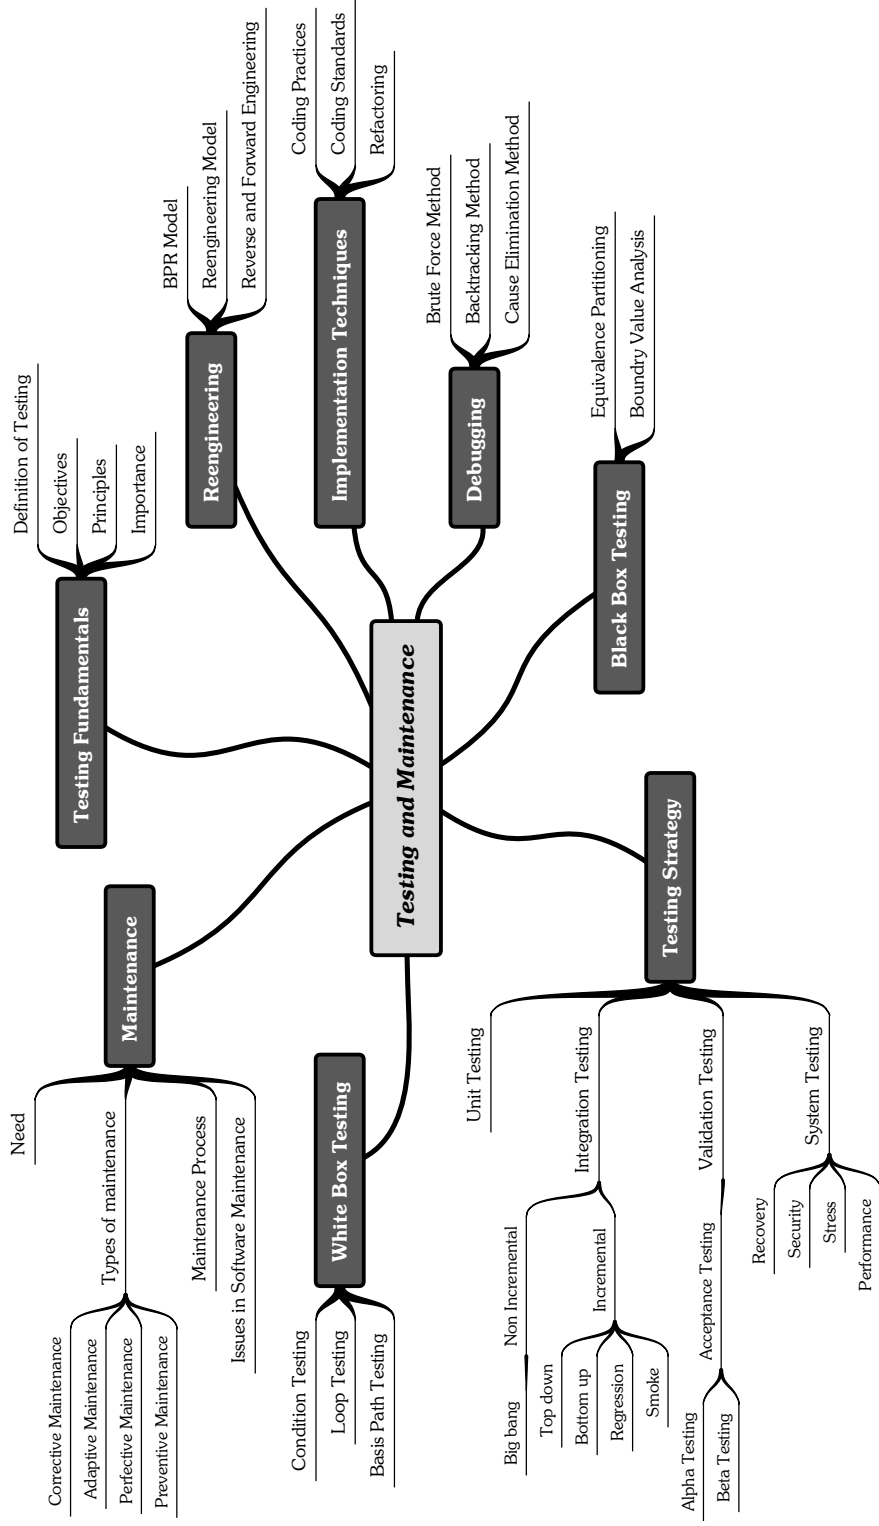 Testing and Maintenance
Testing Fundamentals
Definition of Testing
Objectives
Principles
Importance
Reengineering
BPR Model
Reengineering Model
Reverse and Forward Engineering
Implementation Techniques
Coding Practices
Coding Standards
Refactoring
Debugging
Brute Force Method
Backtracking Method
Cause Elimination Method
Black Box Testing
Equivalence Partitioning
Boundry Value Analysis
Testing Strategy
Unit Testing
Integration Testing
Non Incremental
Big bang
Incremental
Top down
Bottom up
Regression
Smoke
Validation Testing
Acceptance Testing
Alpha Testing
Beta Testing
System Testing
Recovery
Security
Stress
Performance
White Box Testing
Condition Testing
Loop Testing
Basis Path Testing
Maintenance
Need
Types of maintenance
Corrective Maintenance
Adaptive Maintenance
Perfective Maintenance
Preventive Maintenance
Maintenance Process
Issues in Software Maintenance